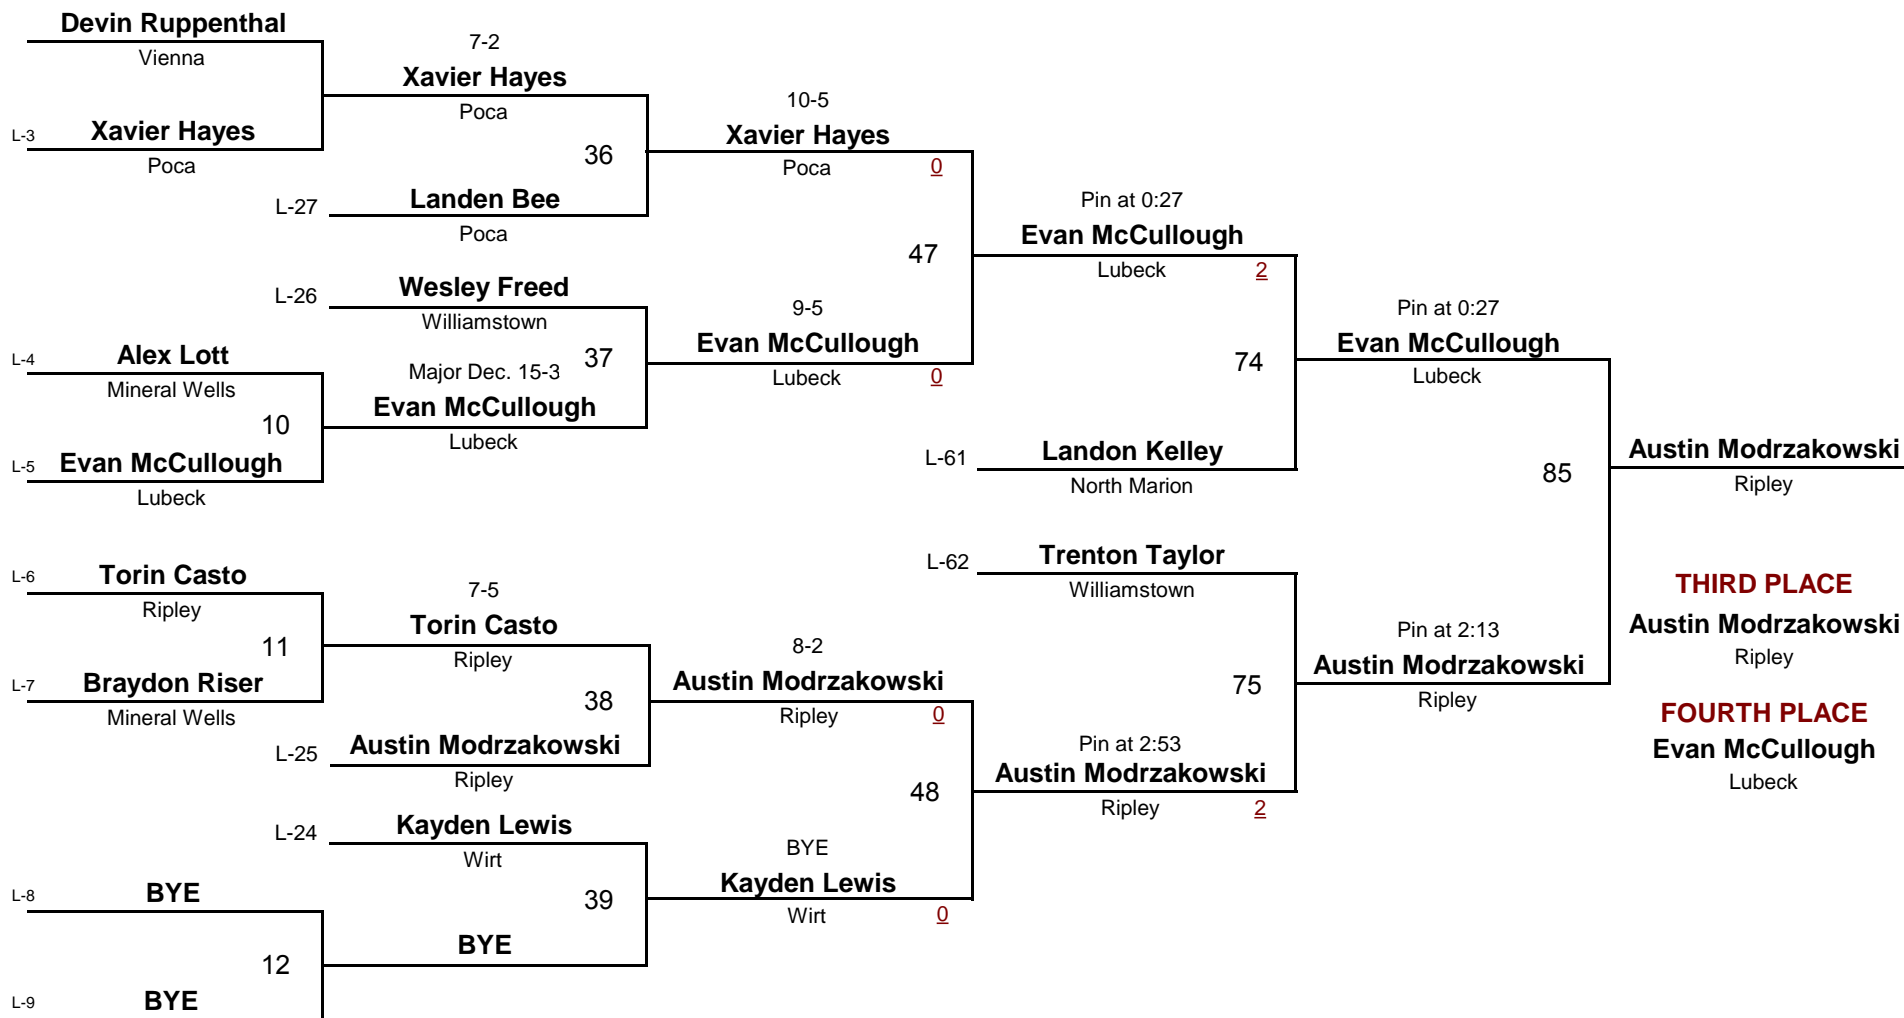 Devin Ruppenthal
Vienna
L-3 Xavier Hayes
Poca
7-2
Xavier Hayes
Poca
36
L-27 Landen Bee
Poca
10-5
Xavier Hayes
Poca 0
47
L-26 Wesley Freed
Williamstown
37
L-4 Alex Lott
Mineral Wells
10
L-5 Evan McCullough
Lubeck
Major Dec. 15-3
Evan McCullough
Lubeck
9-5
Evan McCullough
Lubeck 0
Pin at 0:27
Evan McCullough
Lubeck 2
74
L-61 Landon Kelley
North Marion
Pin at 0:27
Evan McCullough
Lubeck
85
L-6 Torin Casto
Ripley
11
L-7 Braydon Riser
Mineral Wells
7-5
Torin Casto
Ripley
38
L-25 Austin Modrzakowski
Ripley
8-2
Austin Modrzakowski
Ripley 0
48
L-24 Kayden Lewis
Wirt
39
L-8 BYE
12
L-9 BYE
BYE
BYE
Kayden Lewis
Wirt 0
L-62 Trenton Taylor
Williamstown
75
Pin at 2:53
Austin Modrzakowski
Ripley 2
Pin at 2:13
Austin Modrzakowski
Ripley
Austin Modrzakowski
Ripley
THIRD PLACE
Austin Modrzakowski
Ripley
FOURTH PLACE
Evan McCullough
Lubeck